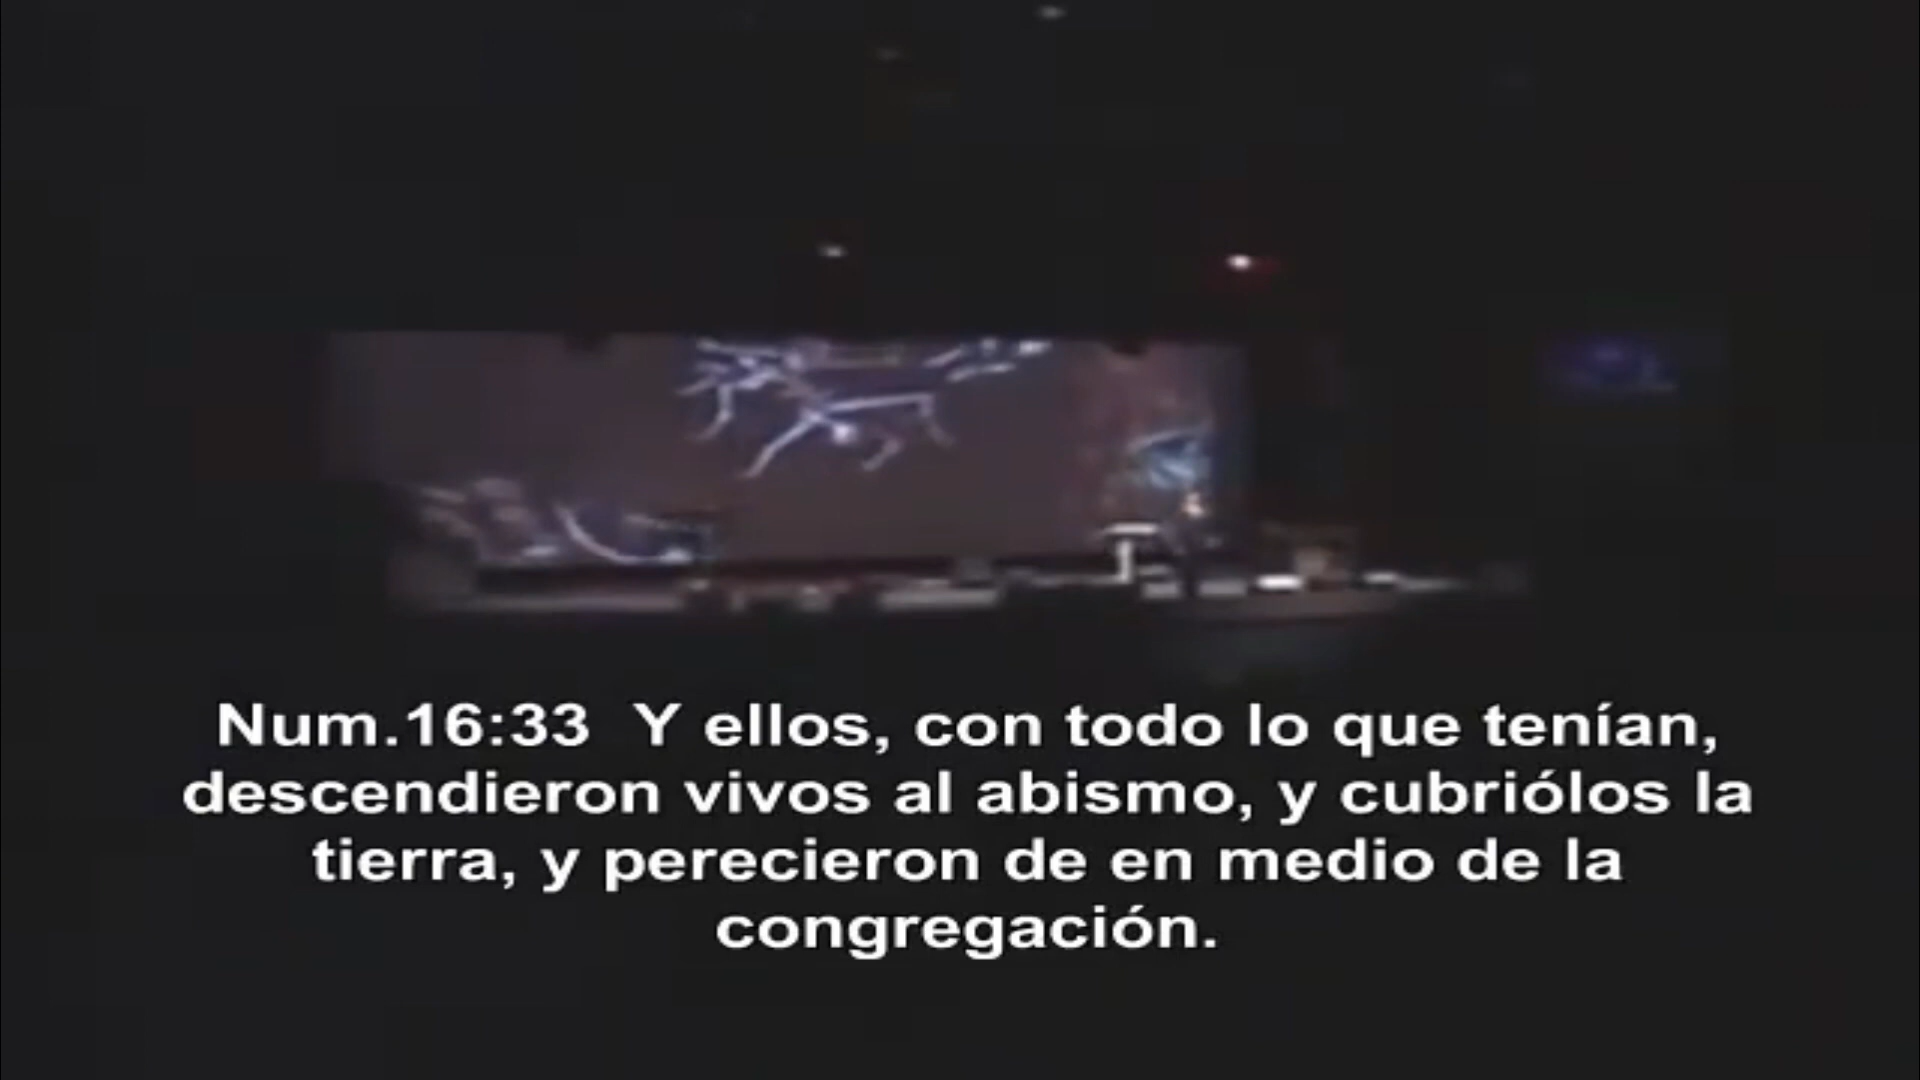 Num.16:33  Y ellos, con todo lo que tenían,
descendieron vivos al abismo, y cubriólos la
tierra, y perecieron de en medio de la
congregación.